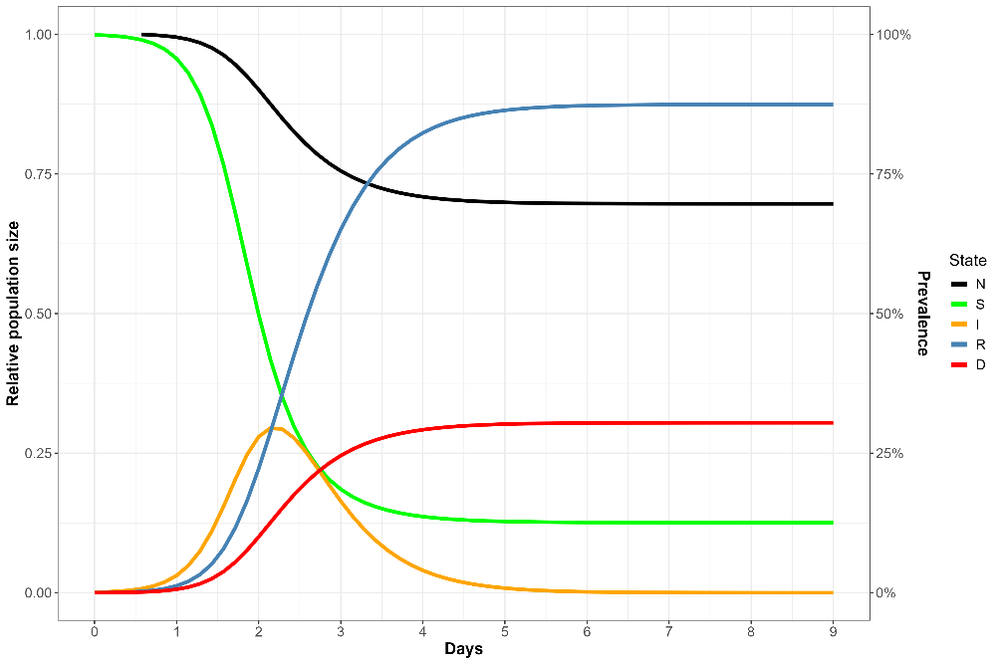 1.00
0.75
0.50
0.25
0.00
Relative population size
100%
75%
50%
25%
0%
Prevalence
0 1 2 3 4 5 6 7 8 9
Days
State
N
S
I
R
D